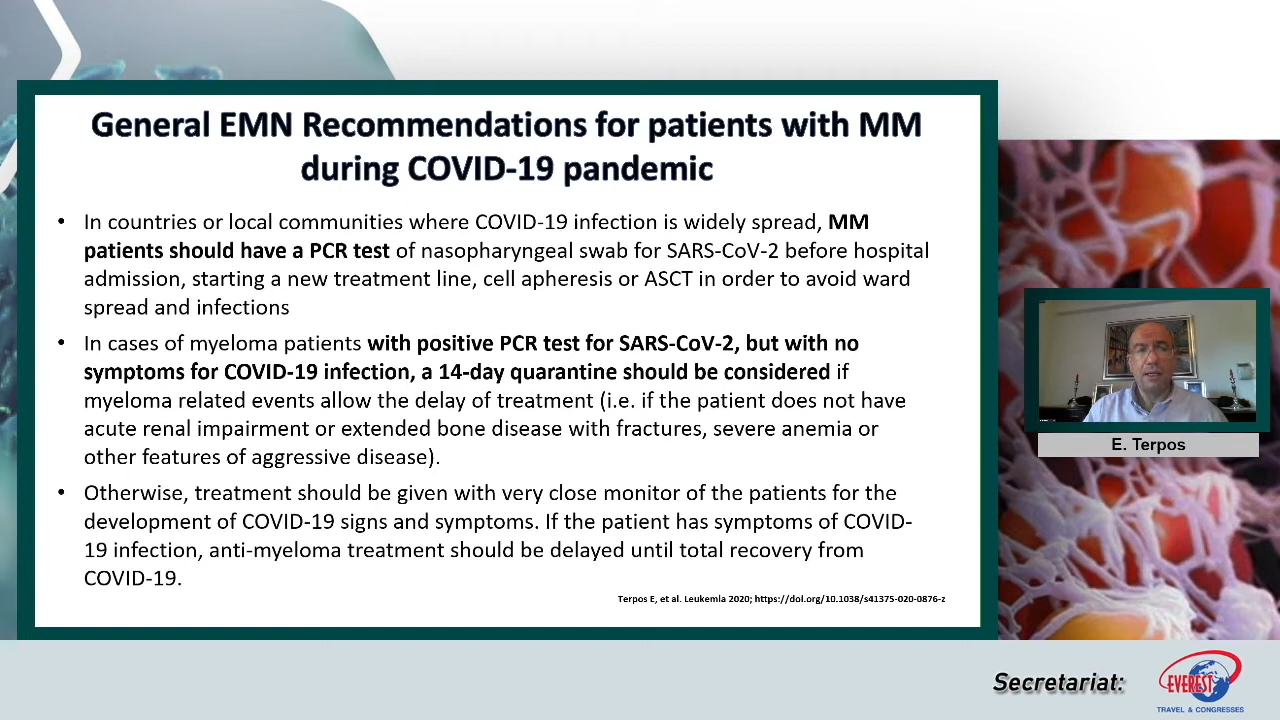 General EMN Recommendations for patients with MM
during COVID-19 pandemic
• In countries or local communities where COVID-19 infection is widely spread, MM
patients should have a PCR test of nasopharyngeal swab for SARS-CoV-2 before hospital
admission, starting a new treatment line, cell apheresis or ASCT in order to avoid ward
spread and infections
• In cases of myeloma patients with positive PCR test for SARS-CoV-2, but with no
symptoms for COVID-19 infection, a 14-day quarantine should be considered if
myeloma related events allow the delay of treatment (i.e. if the patient does not have
acute renal impairment or extended bone disease with fractures, severe anemia or
other features of aggressive disease).
• Otherwise, treatment should be given with very close monitor of the patients for the
development of COVID-19 signs and symptoms. If the patient has symptoms of COVID-
19 infection, anti-myeloma treatment should be delayed until total recovery from
COVID-19.
Terpos E, et al. Leukemia 2020; https://doi.org/10.1038/s41375-020-0876-z
E. Terpos
Secretariat:
EVEREST
TRAVEL & CONGRESSES